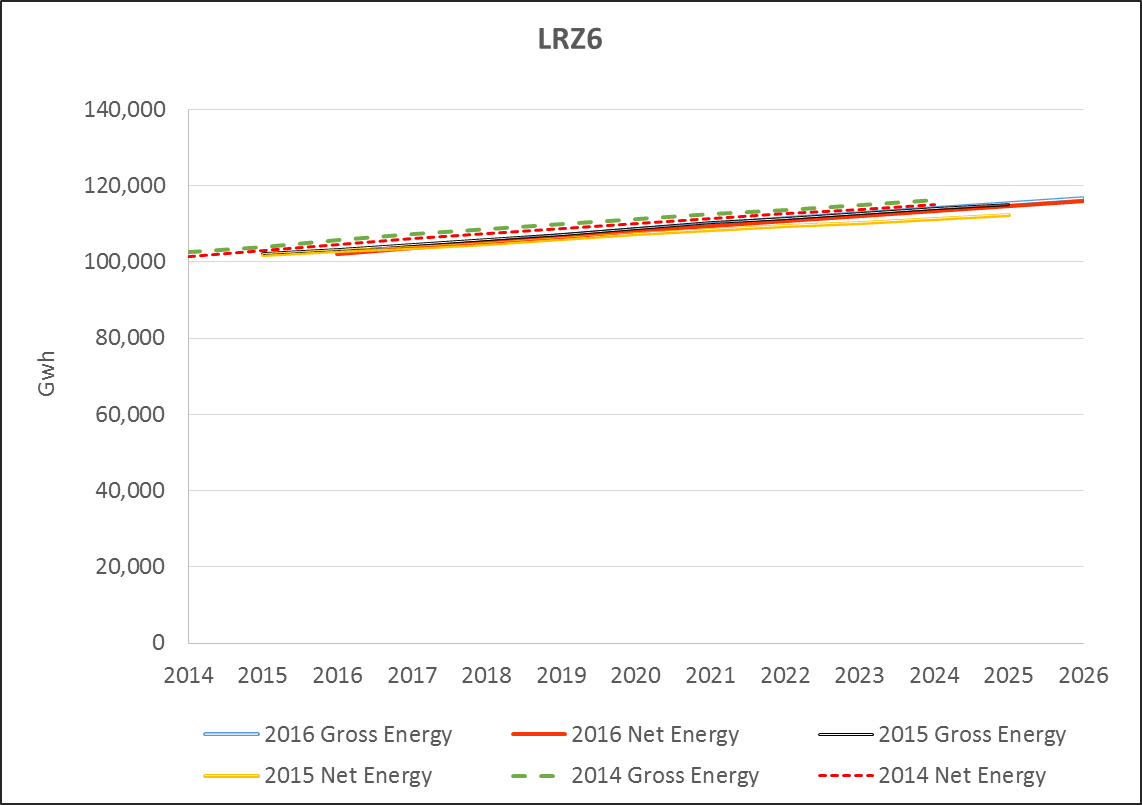 LRZ6
140,000
120,000
100,000
80,000
60,000
40,000
20,000
0
Gwh
2014 2015 2016 2017 2018 2019 2020 2021 2022 2023 2024 2025 2026
2016 Gross Energy 2016 Net Energy 2015 Gross Energy
2015 Net Energy 2014 Gross Energy 2014 Net Energy